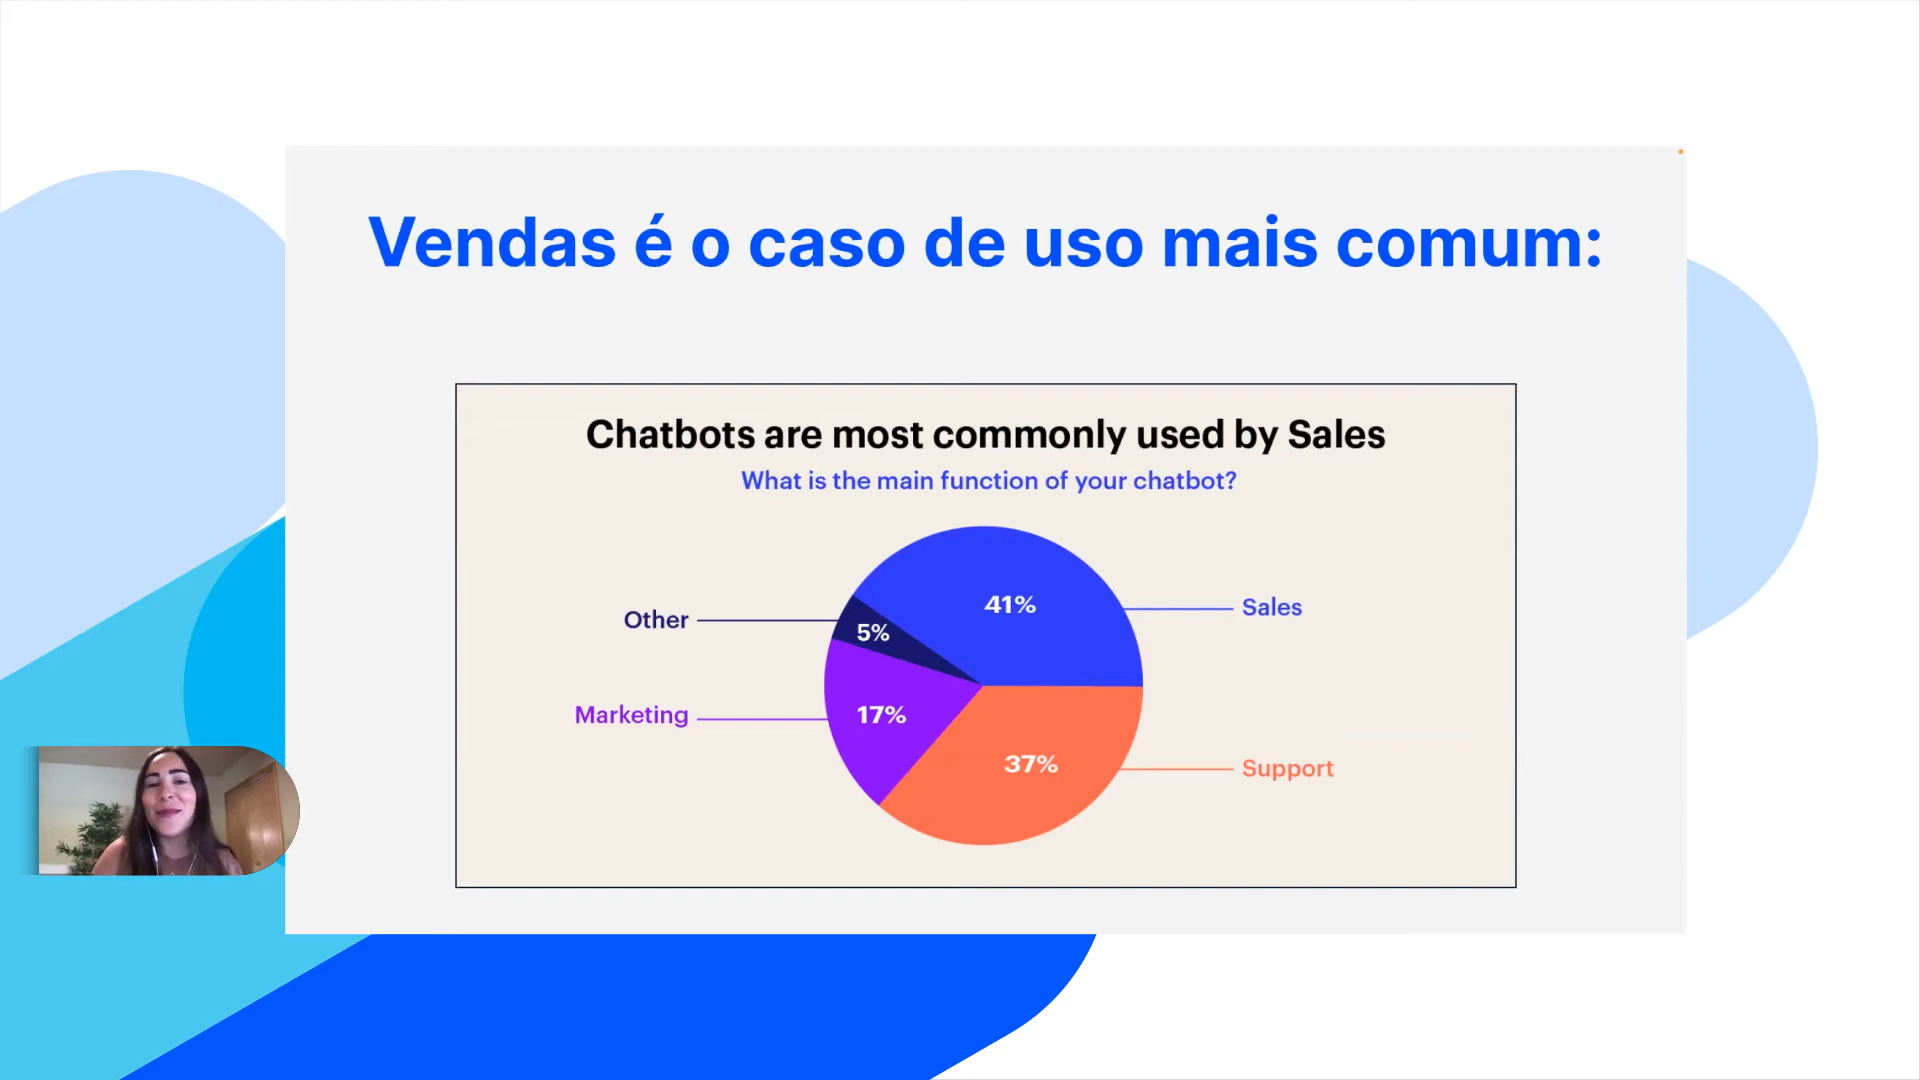 Vendas é o caso de uso mais comum:
Chatbots are most commonly used by Sales
What is the main function of your chatbot?
41%
Sales
Other
5%
Marketing
17%
37%
Support